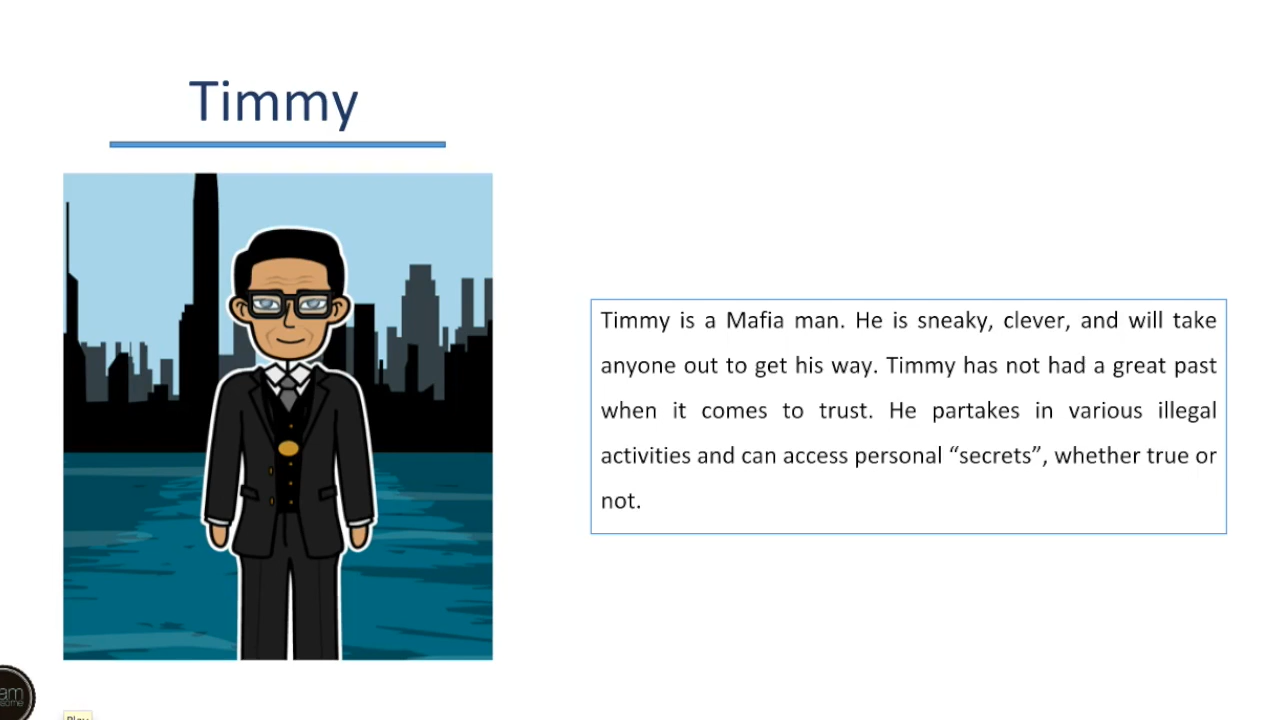 Timmy
Timmy is a Mafia man. He is sneaky, clever, and will take
anyone out to get his way. Timmy has not had a great past
when it comes to trust. He partakes in various illegal
activities and can access personal “secrets”, whether true or
not.
am
some